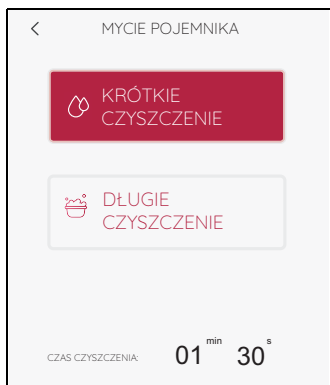 MYCIE POJEMNIKA
KRÓTKIE
CZYSZCZENIE
DŁUGIE
CZYSZCZENIE
CZAS CZYSZCZENIA: 01 min 30 s